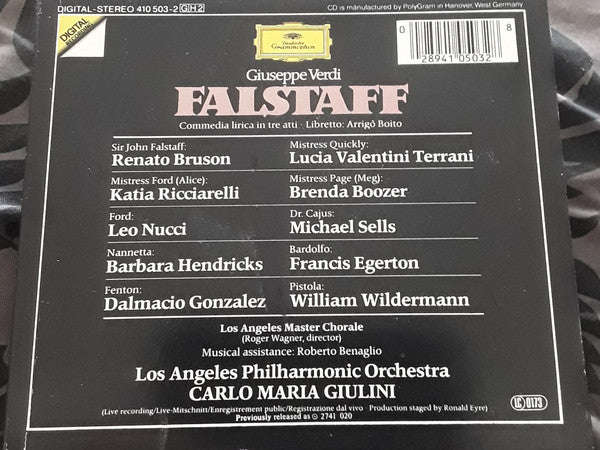 DIGITAL-STEREO 410 503-2 GH2
CD is manufactured by PolyGram in Hanover, West Germany
DIGITAL
RECORDING
Deutsche
Grammophon
0 28941 05032 8
Giuseppe Verdi
FALSTAFF
Commedia lirica in tre atti · Libretto: Arrigo Boito
Sir John Falstaff:
Renato Bruson
Mistress Ford (Alice):
Katia Ricciarelli
Ford:
Leo Nucci
Nannetta:
Barbara Hendricks
Fenton:
Dalmacio Gonzalez
Mistress Quickly:
Lucia Valentini Terrani
Mistress Page (Meg):
Brenda Boozer
Dr. Cajus:
Michael Sells
Bardolfo:
Francis Egerton
Pistola:
William Wildermann
Los Angeles Master Chorale
(Roger Wagner, director)
Musical assistance: Roberto Benaglio
Los Angeles Philharmonic Orchestra
CARLO MARIA GIULINI
(Live recording/Live-Mitschnitt/Enregistrement public/Registrazione dal vivo · Production staged by Ronald Eyre)
Previously released as 2741 020
LC 0173